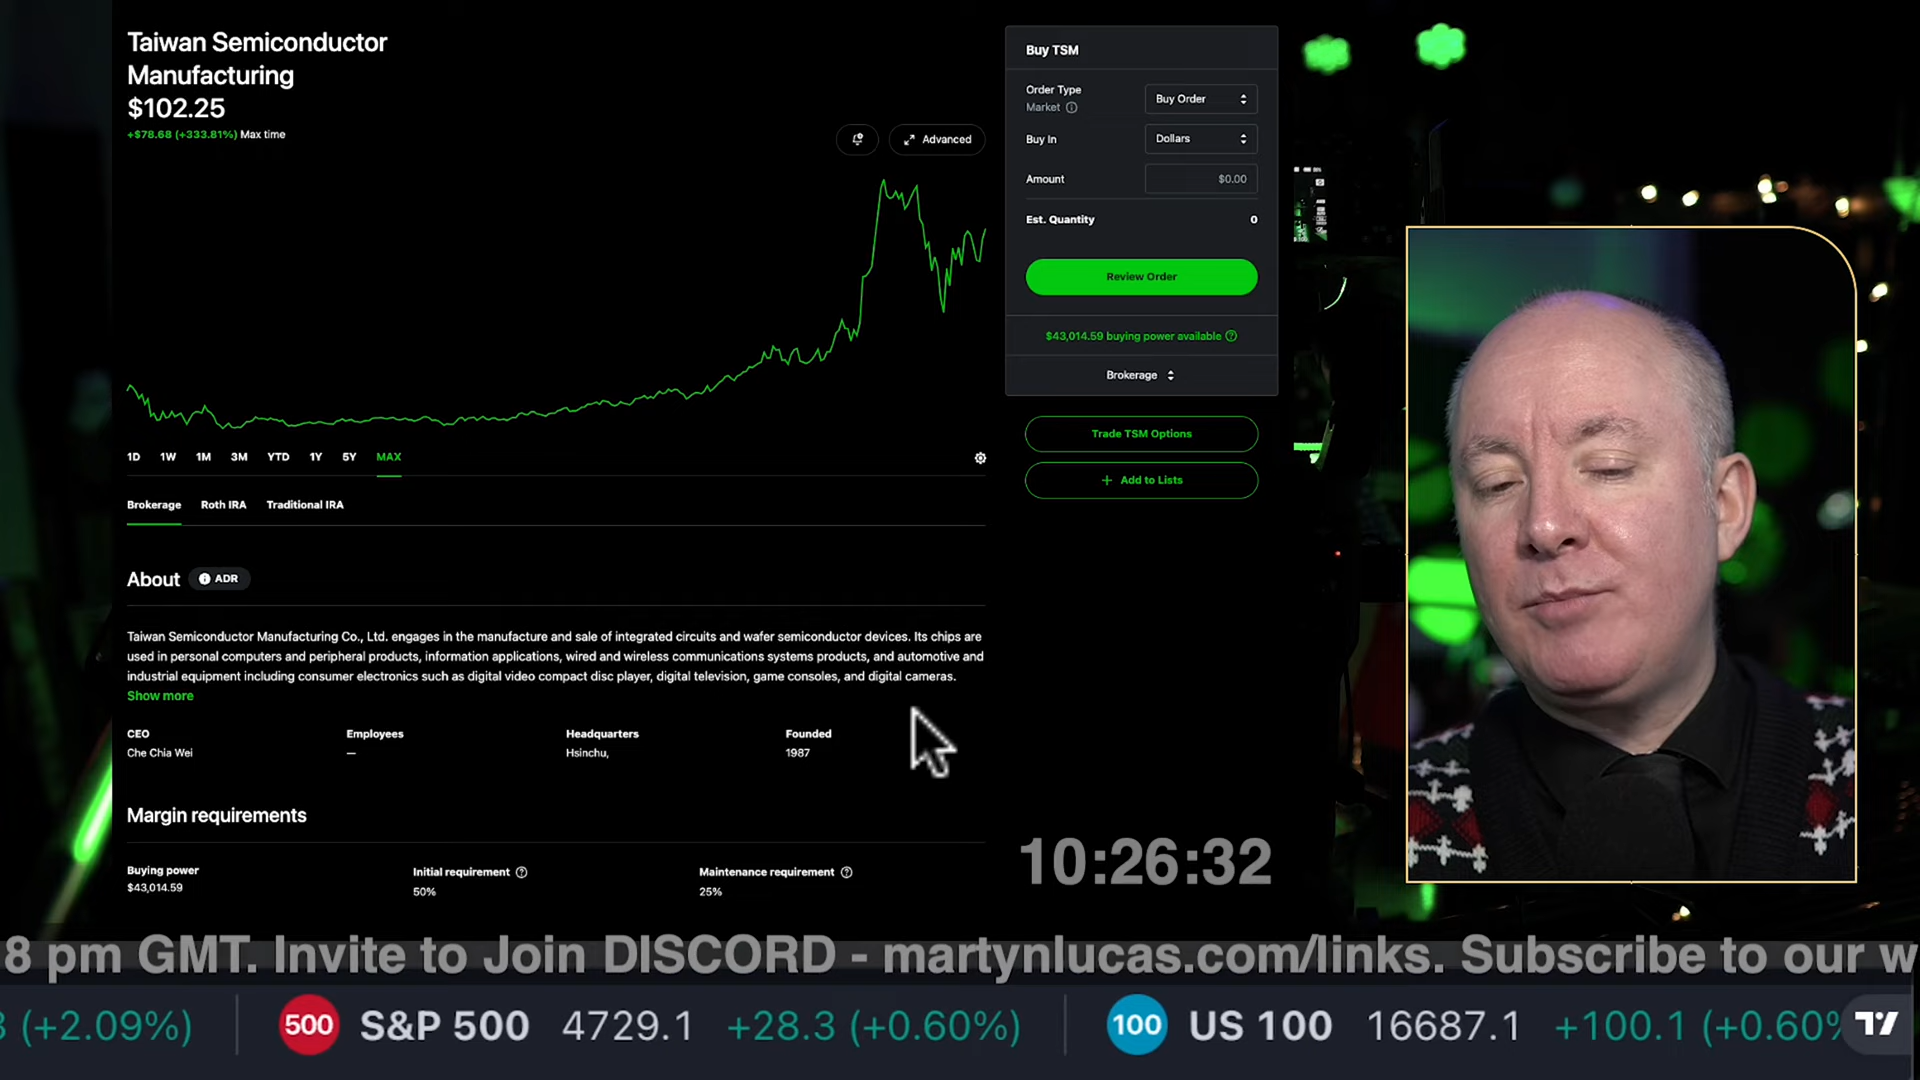 Taiwan Semiconductor
Manufacturing
$102.25
+$78.68 (+333.81%) Max time
Advanced
1D 1W 1M 3M YTD 1Y 5Y MAX
Brokerage Roth IRA Traditional IRA
About ADR
Taiwan Semiconductor Manufacturing Co., Ltd. engages in the manufacture and sale of integrated circuits and wafer semiconductor devices. Its chips are
used in personal computers and peripheral products, information applications, wired and wireless communications systems products, and automotive and
industrial equipment including consumer electronics such as digital video compact disc player, digital television, game consoles, and digital cameras.
Show more
CEO Employees Headquarters Founded
Che Chia Wei — Hsinchu, 1987
Margin requirements
Buying power Initial requirement Maintenance requirement
$43,014.59 50% 25%
Buy TSM
Order Type Buy Order
Market
Buy In Dollars
Amount $0.00
Est. Quantity 0
Review Order
$43,014.59 buying power available
Brokerage
Trade TSM Options
+ Add to Lists
10:26:32
8 pm GMT. Invite to Join DISCORD - martynlucas.com/links. Subscribe to our w
(+2.09%) 500 S&P 500 4729.1 +28.3 (+0.60%) 100 US 100 16687.1 +100.1 (+0.60%